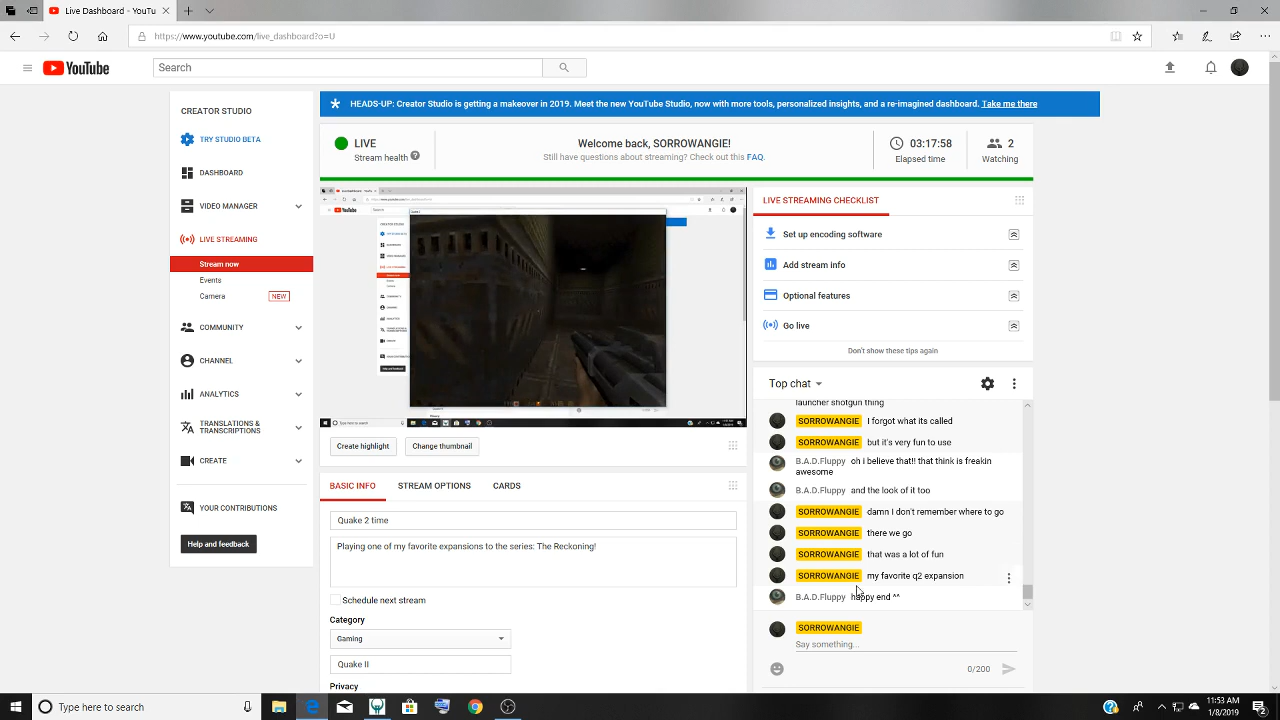 YouTube Live Dashboard - You
https://www.youtube.com/live_dashboard?o=U
YouTube
Search
CREATOR STUDIO
TRY STUDIO BETA
DASHBOARD
VIDEO MANAGER
LIVE STREAMING
Stream now
Events
Camera
NEW
COMMUNITY
CHANNEL
ANALYTICS
TRANSLATIONS &
TRANSCRIPTIONS
CREATE
YOUR CONTRIBUTIONS
Help and feedback
HEADS-UP: Creator Studio is getting a makeover in 2019. Meet the new YouTube Studio, now with more tools, personalized insights, and a re-imagined dashboard. Take me there
LIVE
Stream health
Welcome back, SORROWANGIE!
Still have questions about streaming? Check out this FAQ.
03:17:58
Elapsed time
2
Watching
Create highlight
Change thumbnail
BASIC INFO
STREAM OPTIONS
CARDS
Quake 2 time
Playing one of my favorite expansions to the series: The Reckoning!
Schedule next stream
Category
Gaming
Quake II
Privacy
LIVE STREAMING CHECKLIST
Set up encoding software
Add stream info
Optional features
Go live
Don't show these tips again
Top chat
launcher shotgun thing
SORROWANGIE I forgot what its called
SORROWANGIE but it's very fun to use
B.A.D.Fluppy oh i believe that!! that think is freakin
awesome
B.A.D.Fluppy and the look of it too
SORROWANGIE damn I don't remember where to go
SORROWANGIE there we go
SORROWANGIE that was a lot of fun
SORROWANGIE my favorite q2 expansion
B.A.D.Fluppy happy end ^^
SORROWANGIE
Say something...
0/200
Type here to search
11:53 AM
1/8/2019